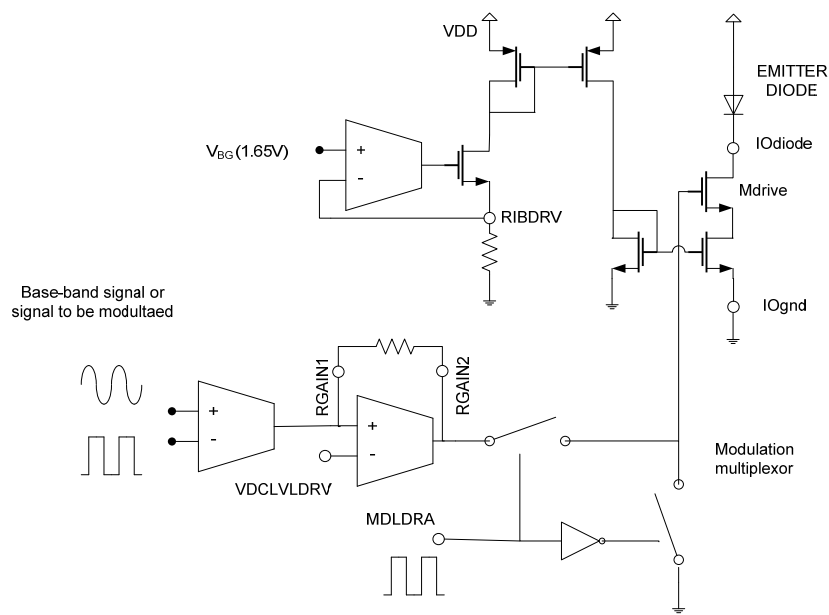 VDD
EMITTER
DIODE
IOdiode
VBG (1.65V)
+
-
Mdrive
RIBDRV
IOgnd
Base-band signal or
signal to be modultaed
RGAIN1
RGAIN2
+
-
+
-
VDCLVLDRV
Modulation
multiplexor
MDLDRA